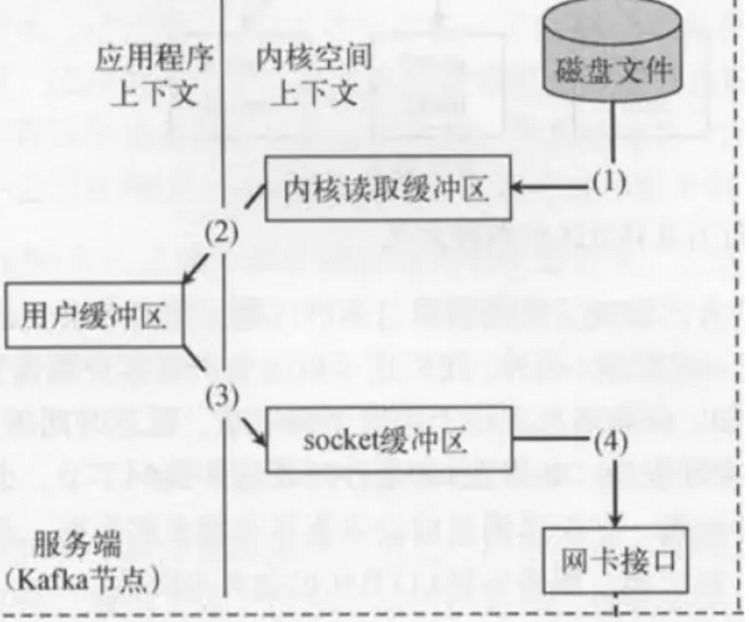 应用程序
上下文
内核空间
上下文
磁盘文件
(1)
内核读取缓冲区
(2)
用户缓冲区
(3)
socket缓冲区
(4)
服务端
(Kafka节点)
网卡接口